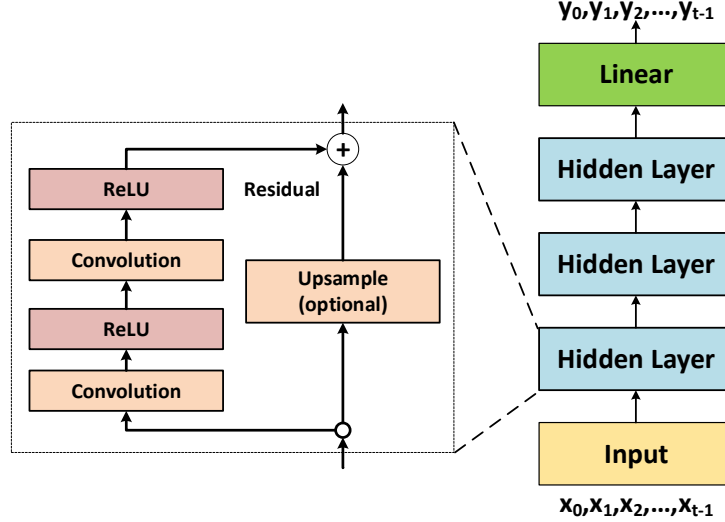 y0,y1,y2,...,yt-1
Linear
Hidden Layer
Hidden Layer
Hidden Layer
Input
x0,x1,x2,...,xt-1
+
ReLU
Residual
Convolution
Upsample
(optional)
ReLU
Convolution